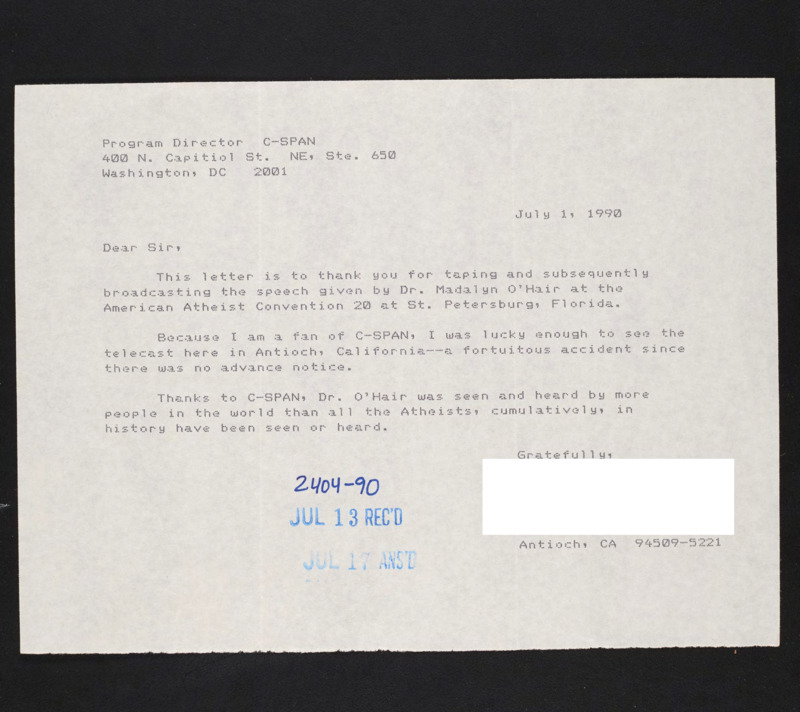 Program Director  C-SPAN
400 N. Capitiol St.  NE, Ste. 650
Washington, DC   2001
July 1, 1990
Dear Sir,
This letter is to thank you for taping and subsequently
broadcasting the speech given by Dr. Madalyn O'Hair at the
American Atheist Convention 20 at St. Petersburg, Florida.
Because I am a fan of C-SPAN, I was lucky enough to see the
telecast here in Antioch, California--a fortuitous accident since
there was no advance notice.
Thanks to C-SPAN, Dr. O'Hair was seen and heard by more
people in the world than all the Atheists, cumulatively, in
history have been seen or heard.
Gratefully,
2404-90
JUL 13 REC'D
Antioch, CA  94509-5221
JUL 17 ANS'D